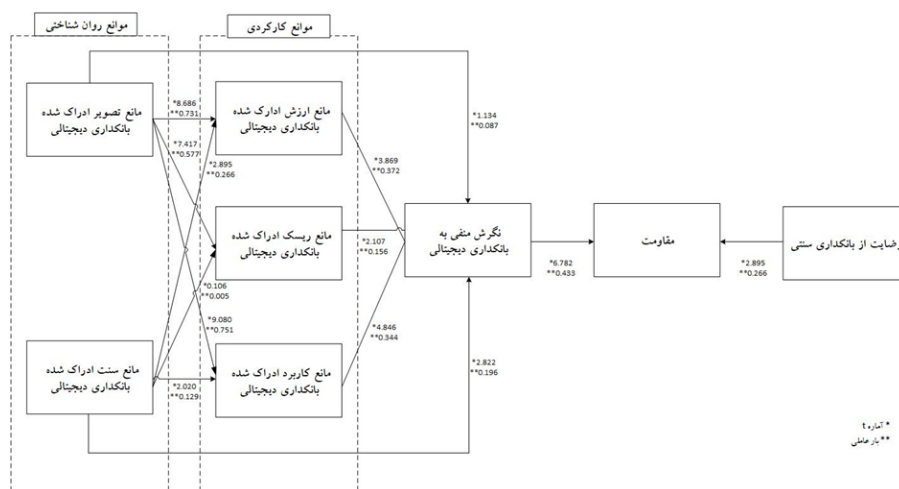 موانع روان شناختی
موانع کارکردی
مانع تصویر ادراک شده
بانکداری دیجیتالی
مانع ارزش ادارک شده
بانکداری دیجیتالی
*8.686
**0.731
*7.417
**0.577
*2.895
**0.266
*1.134
**0.087
*3.869
**0.372
مانع ریسک ادراک شده
بانکداری دیجیتالی
*2.107
**0.156
نگرش منفی به
بانکداری دیجیتالی
مقاومت
رضایت از بانکداری سنتی
*6.782
**0.433
*2.895
**0.266
*0.106
**0.005
*9.080
**0.751
*4.846
**0.344
مانع سنت ادراک شده
بانکداری دیجیتالی
مانع کاربرد ادراک شده
بانکداری دیجیتالی
*2.020
**0.129
*2.822
**0.196
* آماره t
** بار عاملی